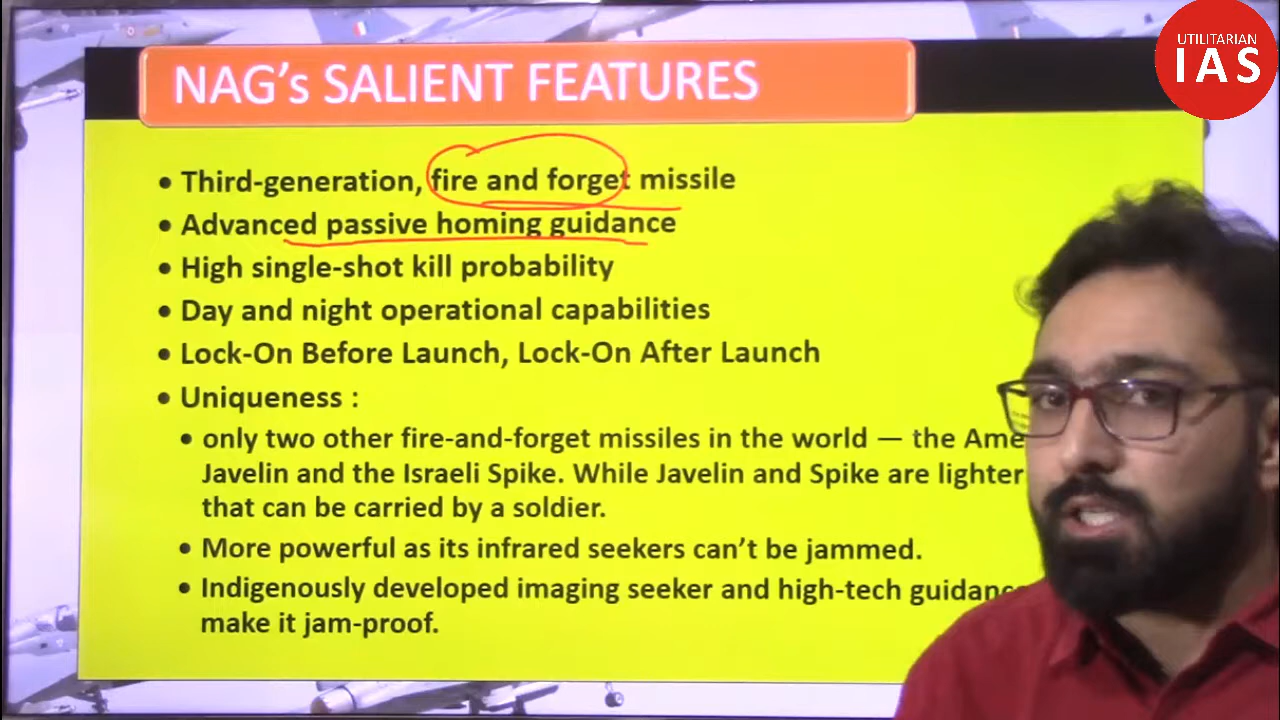 UTILITARIAN
IAS
NAG's SALIENT FEATURES
• Third-generation, fire and forget missile
• Advanced passive homing guidance
• High single-shot kill probability
• Day and night operational capabilities
• Lock-On Before Launch, Lock-On After Launch
• Uniqueness :
• only two other fire-and-forget missiles in the world — the Ame
Javelin and the Israeli Spike. While Javelin and Spike are lighter
that can be carried by a soldier.
• More powerful as its infrared seekers can't be jammed.
• Indigenously developed imaging seeker and high-tech guidanc
make it jam-proof.